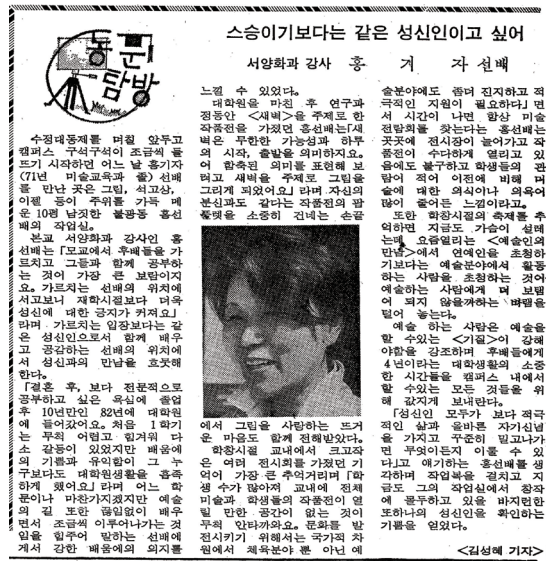 동문탐방
스승이기보다는 같은 성신인이고 싶어
서양화과 강사 홍 계 자 선배
수정대동제를 며칠 앞두고
캠퍼스 구석구석이 조금씩 들
뜨기 시작하던 어느 날 홍기자
(71년 미술교육과 졸) 선배
를 만난 곳은 그림, 석고상,
이젤 등이 주위를 가득 메
운 10평 남짓한 불광동 홍선
배의 작업실.
본교 서양화과 강사인 홍
선배는 「모교에서 후배들을 가
르치고 그들과 함께 공부하
는 것이 가장 큰 보람이지
요. 가르치는 선배의 위치에
서고보니 재학시절보다 더욱
성신에 대한 긍지가 커져요」
라며 가르치는 입장보다는 같
은 성신인으로서 함께 배우
고 공감하는 선배의 위치에
서 성신과의 만남을 흐뭇해
한다.
「결혼 후, 보다 전문적으로
공부하고 싶은 욕심에 졸업
후 10년만인 82년에 대학원
에 들어갔어요. 처음 1학기
는 무척 어렵고 힘겨워 다
소 갈등이 있었지만 배움에
의 기쁨과 유익함이 그 누
구보다도 대학원생활을 흡족
하게 했어요」라며 어느 학
문이나 마찬가지겠지만 예술
의 길 또한 끊임없이 배우
면서 조금씩 이루어나가는 것
임을 힘주어 말하는 선배에
게서 강한 배움에의 의지를
느낄 수 있었다.
대학원을 마친 후 연구과
정동안 <새벽>을 주제로 한
작품전을 가졌던 홍선배는 「새
벽은 무한한 가능성과 하루
의 시작, 출발을 의미하지요.
이 함축된 의미를 표현해 보
려고 새벽을 주제로 그림을
그리게 되었어요」라며 자신의
분신과도 같다는 작품전의 팜
플렛을 소중히 건네는 손끝
에서 그림을 사랑하는 뜨거
운 마음도 함께 전해받았다.
학창시절 교내에서 크고작
은 여러 전시회를 가졌던 기
억이 가장 큰 추억거리며 「학
생 수가 많아져 교내에 전체
미술과 학생들의 작품전이 열
릴 만한 공간이 없는 것이
무척 안타까와요. 문화를 발
전시키기 위해서는 국가적 차
원에서 체육분야 뿐 아닌 예
술분야에도 좀더 진지하고 적
극적인 지원이 필요하다」면
서 시간이 나면 항상 미술
전람회를 찾는다는 홍선배는
곳곳에 전시장이 늘어가고 작
품전이 수다하게 열리고 있
음에도 불구하고 학생들의 관
람이 적어 이전에 비해 미
술에 대한 의식이나 의욕이
많이 줄어든 느낌이라고.
또한 학창시절의 축제를 추
억하면 지금도 가슴이 설레
는데 요즘열리는 <예술인의
만남>에서 연예인을 초청하
기보다는 예술분야에서 활동
하는 사람을 초청하는 것이
예술하는 사람에게 더 보탬
이 되지 않을까하는 바램을
털어 놓는다.
예술 하는 사람은 예술을
할 수있는 <기질>이 강해
야함을 강조하며 후배들에게
4년이라는 대학생활의 소중
한 시간들을 캠퍼스 내에서
할 수있는 모든 것들을 위
해 값지게 보내란다.
「성신인 모두가 보다 적극
적인 삶과 올바른 자기신념
을 가지고 꾸준히 밀고나가
면 무엇이든지 이룰 수 있
다」고 얘기하는 홍선배를 생
각하며 작업복을 걸치고 지
금도 그의 작업실에서 창작
에 몰두하고 있을 바지런한
또하나의 성신인을 확인하는
기쁨을 얻었다.
<김성혜 기자>